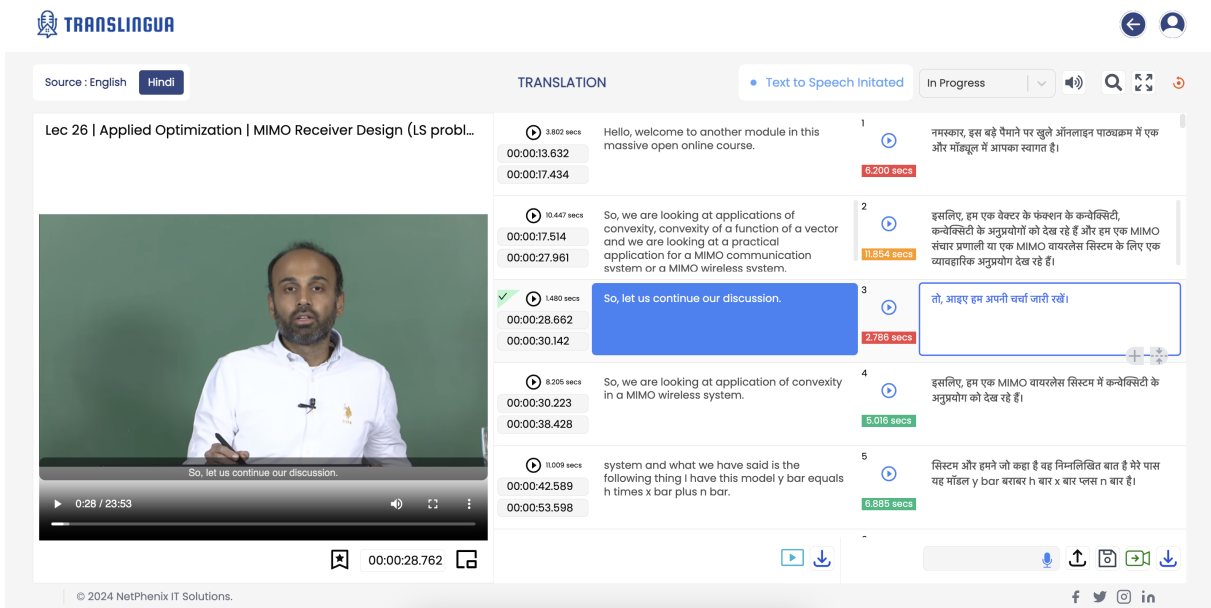 TRANSLINGUA
Source : English
Hindi
TRANSLATION
Text to Speech Initated
In Progress
Lec 26 | Applied Optimization | MIMO Receiver Design (LS probl...
So, let us continue our discussion.
0:28 / 23:53
00:00:28.762
3.802 secs
00:00:13.632
00:00:17.434
Hello, welcome to another module in this
massive open online course.
1
6.200 secs
नमस्कार, इस बड़े पैमाने पर खुले ऑनलाइन पाठ्यक्रम में एक
और मॉड्यूल में आपका स्वागत है।
10.447 secs
00:00:17.514
00:00:27.961
So, we are looking at applications of
convexity, convexity of a function of a vector
and we are looking at a practical
application for a MIMO communication
system or a MIMO wireless system.
2
11.854 secs
इसलिए, हम एक वेक्टर के फंक्शन के कन्वेक्सिटी,
कन्वेक्सिटी के अनुप्रयोगों को देख रहे हैं और हम एक MIMO
संचार प्रणाली या एक MIMO वायरलेस सिस्टम के लिए एक
व्यावहारिक अनुप्रयोग देख रहे हैं।
1.480 secs
00:00:28.662
00:00:30.142
So, let us continue our discussion.
3
2.786 secs
तो, आइए हम अपनी चर्चा जारी रखें।
8.205 secs
00:00:30.223
00:00:38.428
So, we are looking at application of convexity
in a MIMO wireless system.
4
5.016 secs
इसलिए, हम एक MIMO वायरलेस सिस्टम में कन्वेक्सिटी के
अनुप्रयोग को देख रहे हैं।
11.009 secs
00:00:42.589
00:00:53.598
system and what we have said is the
following thing I have this model y bar equals
h times x bar plus n bar.
5
6.885 secs
सिस्टम और हमने जो कहा है वह निम्नलिखित बात है मेरे पास
यह मॉडल y bar बराबर h बार x बार प्लस n बार है।
© 2024 NetPhenix IT Solutions.